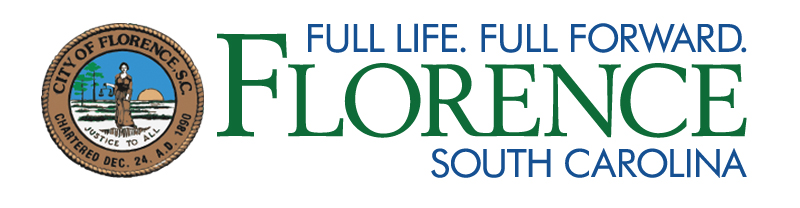 CITY OF FLORENCE, S.C.
JUSTICE TO ALL
CHARTERED DEC. 24, A.D. 1890
FULL LIFE. FULL FORWARD.
FLORENCE
SOUTH CAROLINA